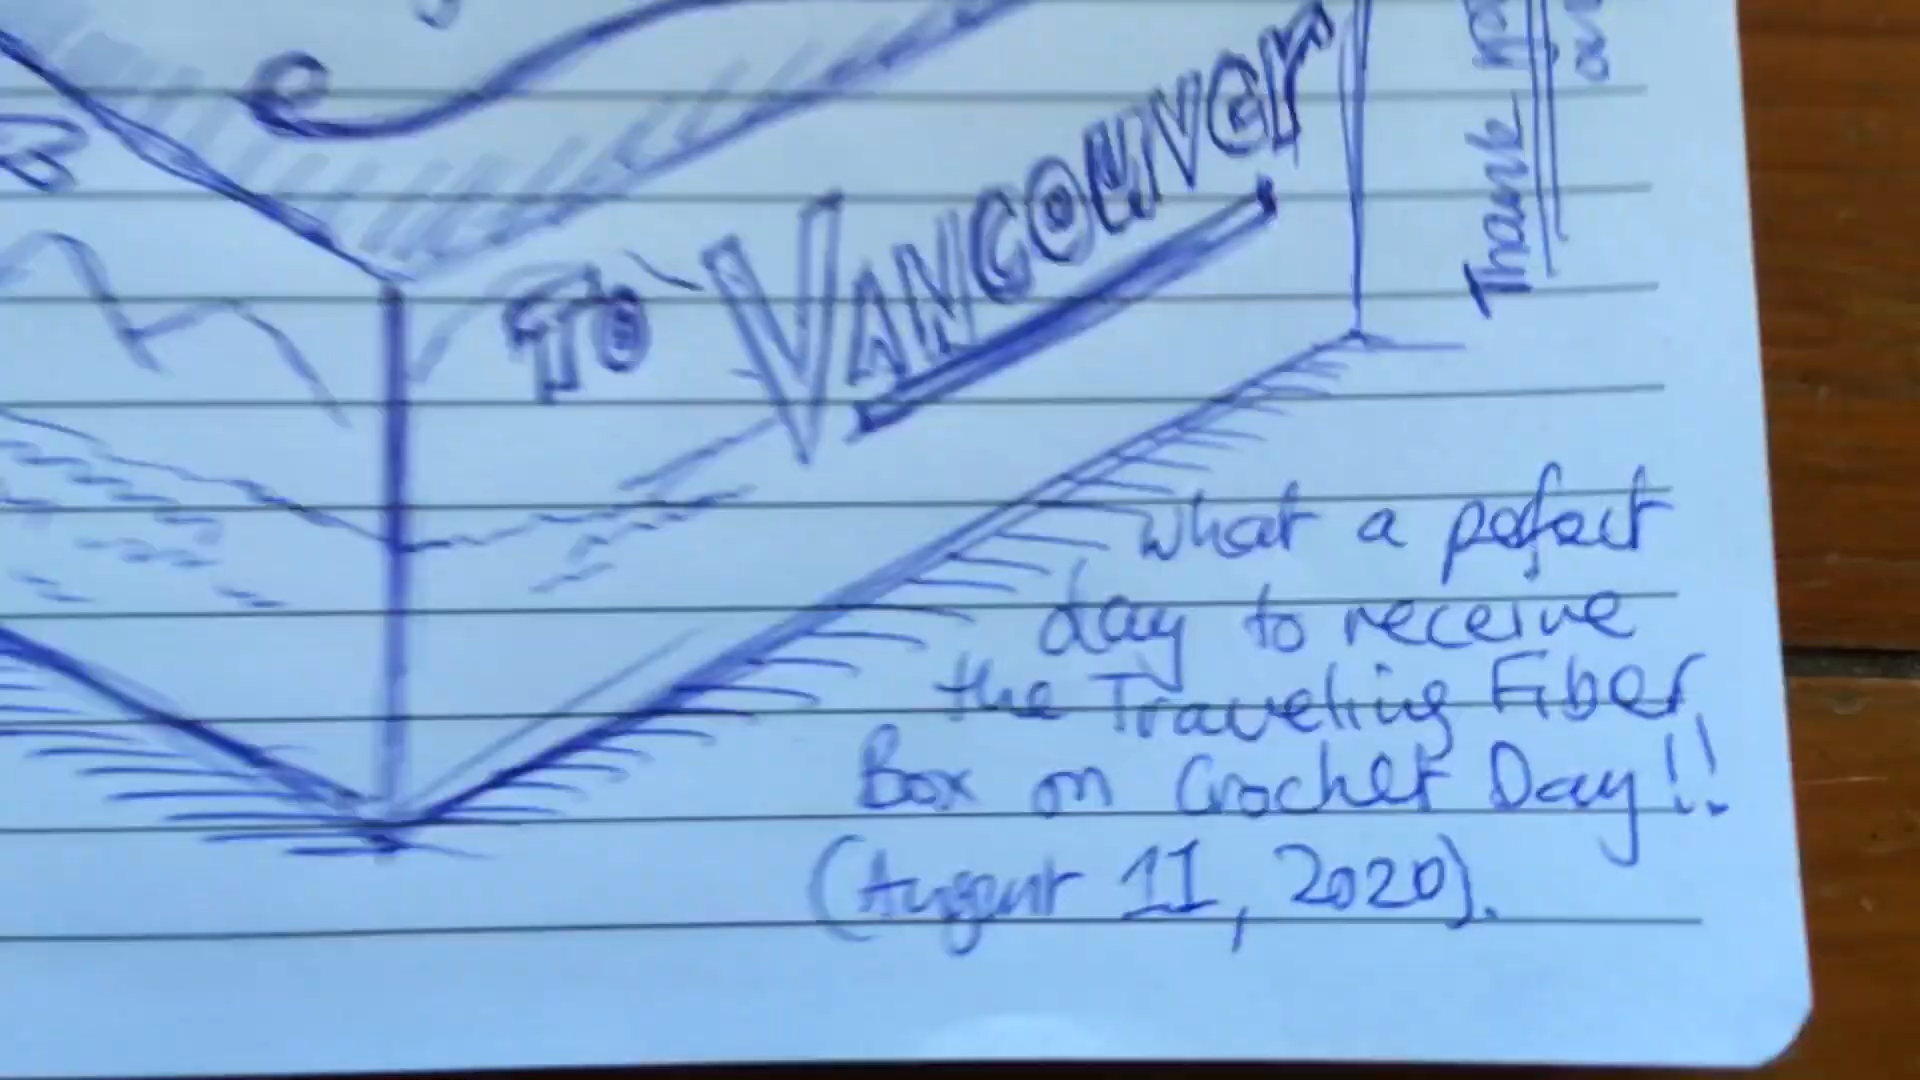 To Vancouver
Thank
What a pefect
day to receive
the Traveling Fiber
Box on Crochet Day!!
(August 11, 2020).